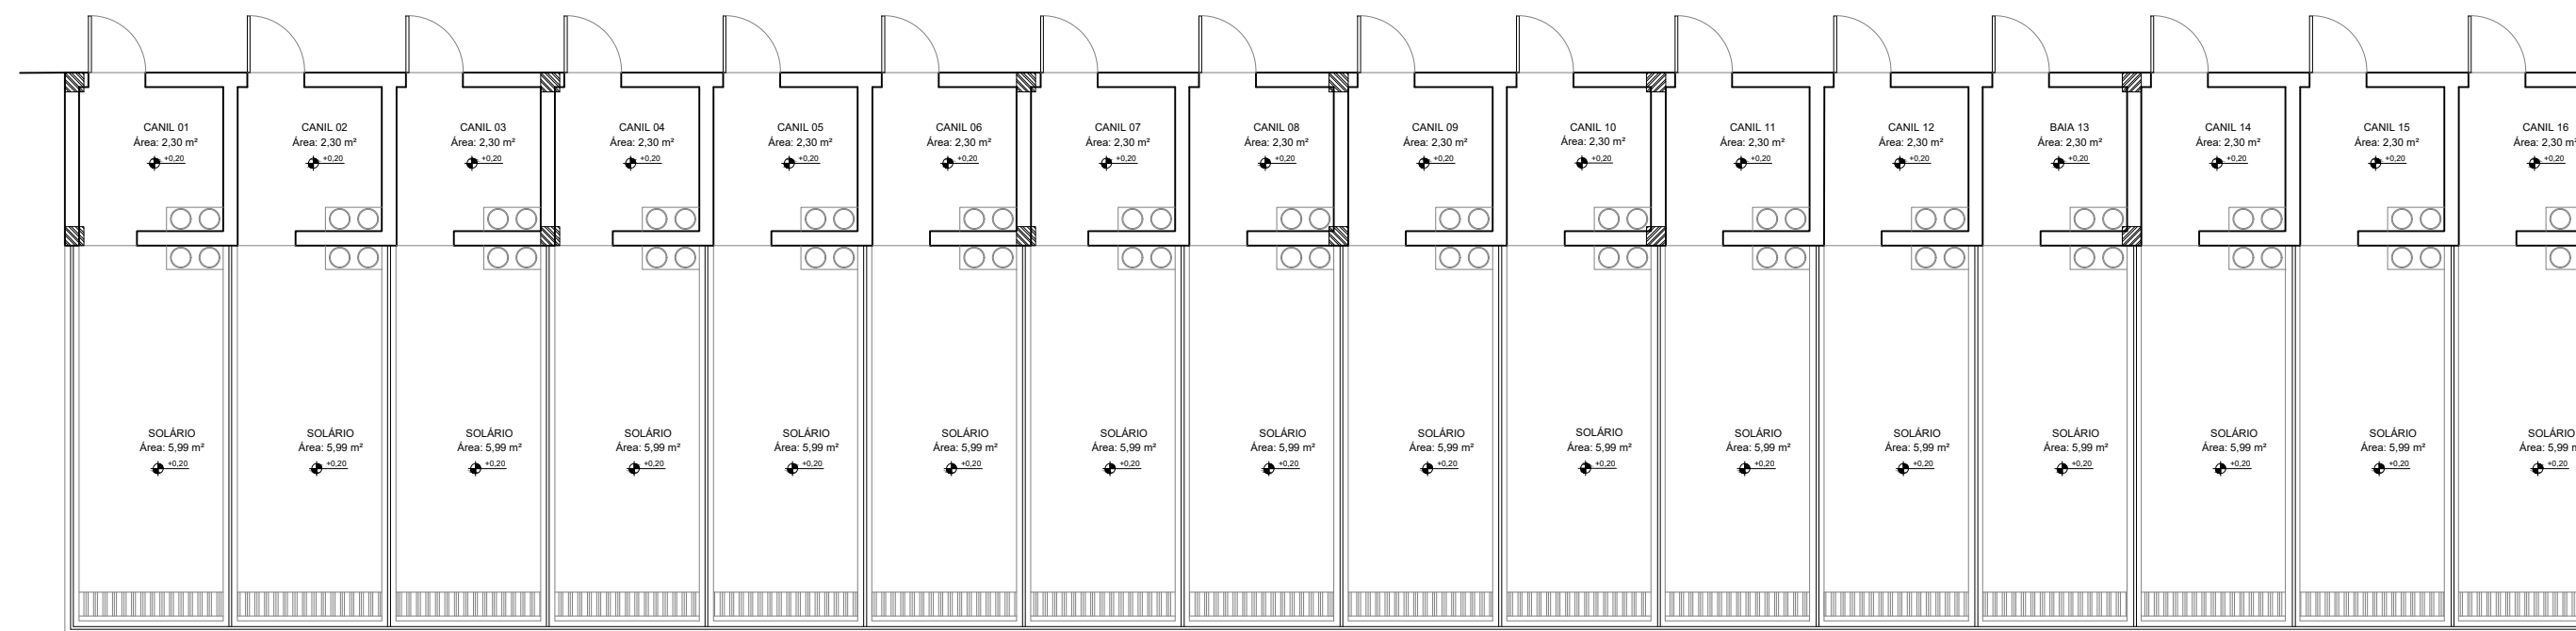 CANIL 01
Área: 2,30 m²
+0,20
CANIL 02
Área: 2,30 m²
+0,20
CANIL 03
Área: 2,30 m²
+0,20
CANIL 04
Área: 2,30 m²
+0,20
CANIL 05
Área: 2,30 m²
+0,20
CANIL 06
Área: 2,30 m²
+0,20
CANIL 07
Área: 2,30 m²
+0,20
CANIL 08
Área: 2,30 m²
+0,20
CANIL 09
Área: 2,30 m²
+0,20
CANIL 10
Área: 2,30 m²
+0,20
CANIL 11
Área: 2,30 m²
+0,20
CANIL 12
Área: 2,30 m²
+0,20
BAIA 13
Área: 2,30 m²
+0,20
CANIL 14
Área: 2,30 m²
+0,20
CANIL 15
Área: 2,30 m²
+0,20
CANIL 16
Área: 2,30 m²
+0,20
SOLÁRIO
Área: 5,99 m²
+0,20
SOLÁRIO
Área: 5,99 m²
+0,20
SOLÁRIO
Área: 5,99 m²
+0,20
SOLÁRIO
Área: 5,99 m²
+0,20
SOLÁRIO
Área: 5,99 m²
+0,20
SOLÁRIO
Área: 5,99 m²
+0,20
SOLÁRIO
Área: 5,99 m²
+0,20
SOLÁRIO
Área: 5,99 m²
+0,20
SOLÁRIO
Área: 5,99 m²
+0,20
SOLÁRIO
Área: 5,99 m²
+0,20
SOLÁRIO
Área: 5,99 m²
+0,20
SOLÁRIO
Área: 5,99 m²
+0,20
SOLÁRIO
Área: 5,99 m²
+0,20
SOLÁRIO
Área: 5,99 m²
+0,20
SOLÁRIO
Área: 5,99 m²
+0,20
SOLÁRIO
Área: 5,99 m
+0,20